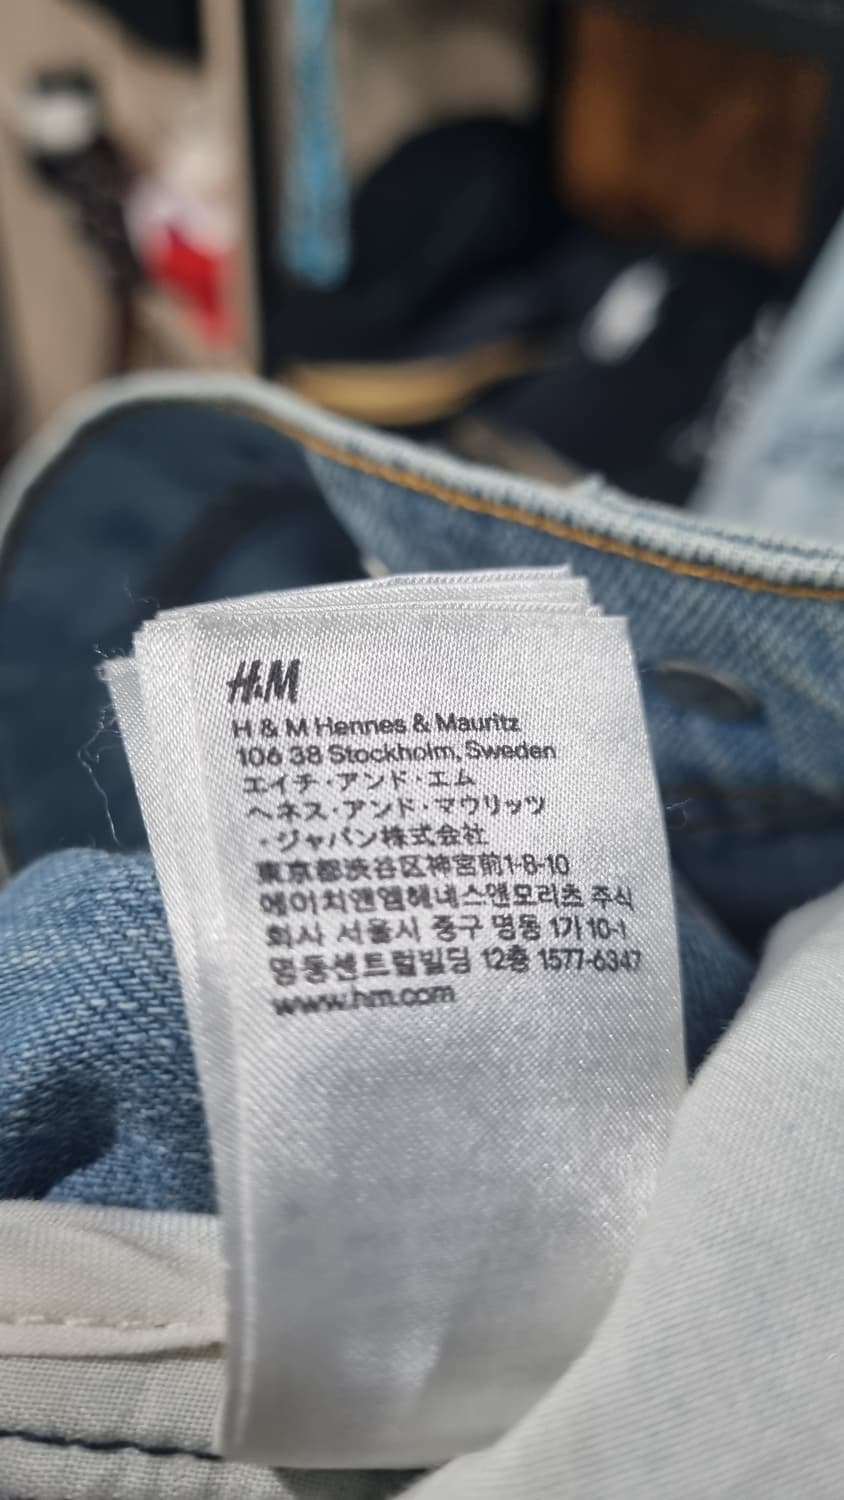 H&M
H & M Hennes & Mauritz
106 38 Stockholm, Sweden
エイチ・アンド・エム
ヘネス・アンド・マウリッツ
・ジャパン株式会社
東京都渋谷区神宮前1-8-10
에이치앤엠헤네스앤모리츠 주식
회사 서울시 중구 명동 1가 10-1
명동센트럴빌딩 12층 1577-6347
www.hm.com